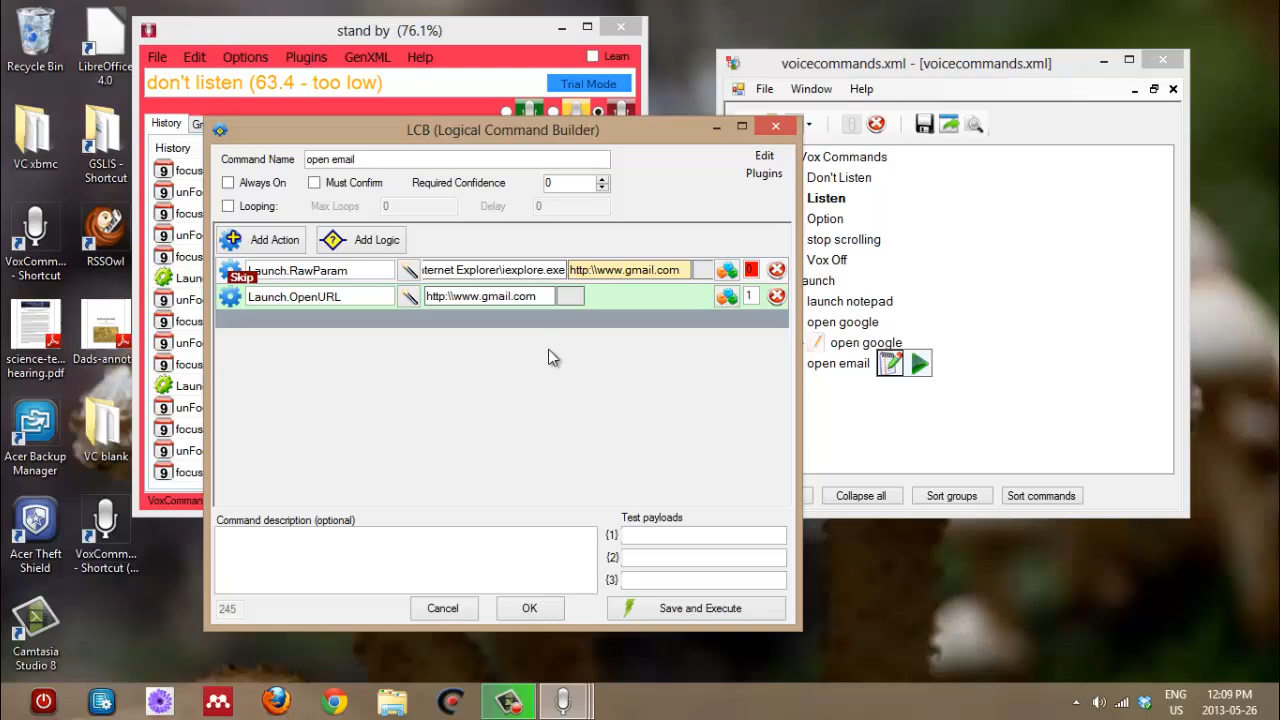 Recycle Bin
LibreOffice 4.0
VC xbmc
GSLIS - Shortcut
VoxComm... - Shortcut
RSSOwl
science-te... hearing.pdf
Dads-annot
Acer Backup Manager
VC blank
Acer Theft Shield
VoxComm... - Shortcut (...
Camtasia Studio 8
stand by (76.1%)
File Edit Options Plugins GenXML Help Learn
don't listen (63.4 - too low)
Trial Mode
History
History
focus
unFo
focus
unFo
focus
Laun
unFo
focus
unFo
focus
Laun
unFo
focus
unFo
focus
VoxComman
LCB (Logical Command Builder)
Command Name open email
Edit Plugins
Always On Must Confirm Required Confidence 0
Looping: Max Loops 0 Delay 0
Add Action Add Logic
Launch.RawParam ternet Explorer\iexplore.exe http:\\www.gmail.com 0
Skip
Launch.OpenURL http:\\www.gmail.com 1
Command description (optional)
Test payloads
{1}
{2}
{3}
245 Cancel OK Save and Execute
voicecommands.xml - [voicecommands.xml]
File Window Help
Vox Commands
Don't Listen
Listen
Option
stop scrolling
Vox Off
aunch
launch notepad
open google
open google
open email
Collapse all Sort groups Sort commands
ENG 12:09 PM
US 2013-05-26